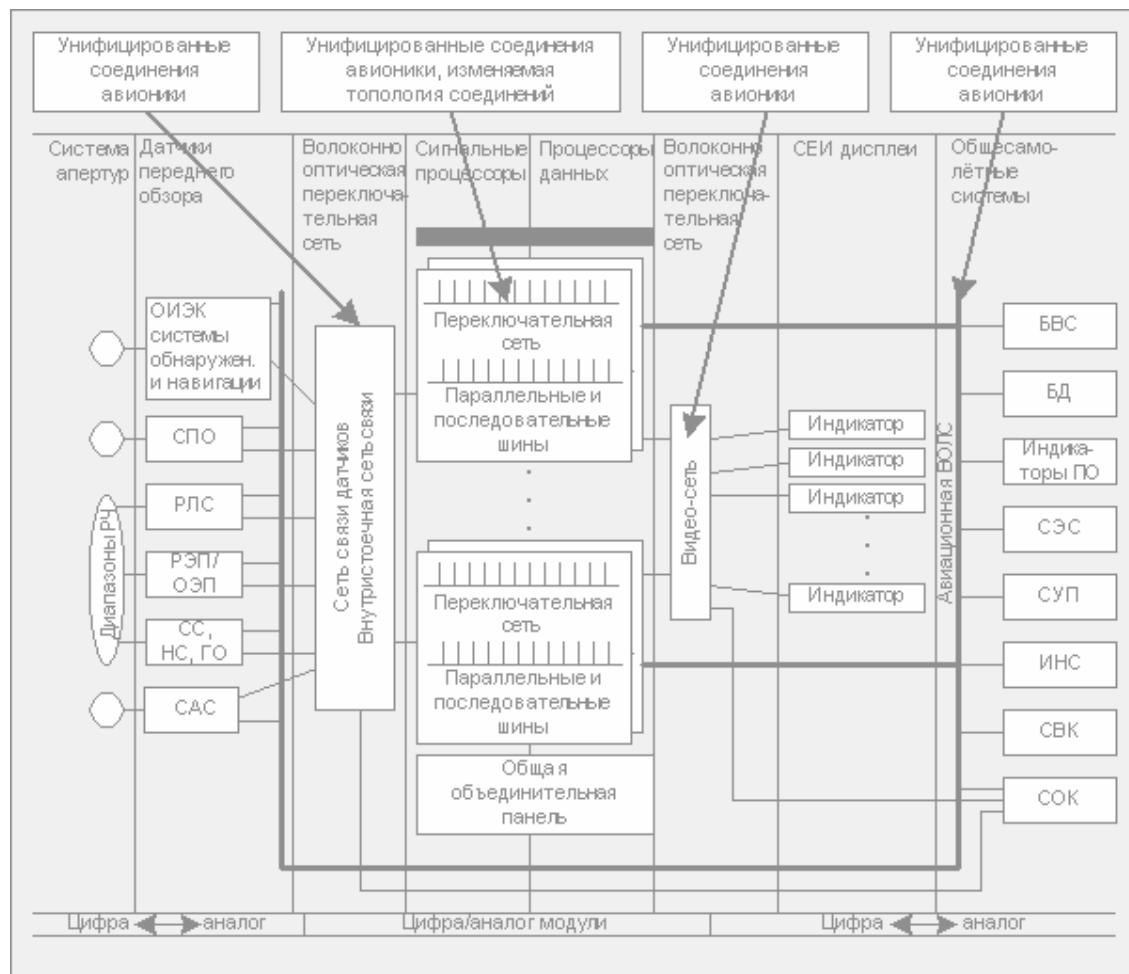 Унифицированные
соединения
авионики
Унифицированные соединения
авионики, изменяемая
топология соединений
Унифицированные
соединения
авионики
Унифицированные
соединения
авионики
Система
апертур
Датчики
переднего
обзора
Волоконно
оптическая
переключа-
тельная
сеть
Сигнальные
процессоры
Процессоры
данных
Волоконно
оптическая
переключа-
тельная
сеть
СЕИ дисплеи
Общесамо-
лётные
системы
ОИЭК
системы
обнаружен.
и навигации
СПО
РЛС
РЭП/
ОЭП
СС,
НС, ГО
САС
Диапазоны РЧ
Сеть связи датчиков
Внутристоечная сеть связи
Переключательная
сеть
Параллельные и
последовательные
шины
Переключательная
сеть
Параллельные и
последовательные
шины
Общая
объединительная
панель
Видео-сеть
Индикатор
Индикатор
Индикатор
Индикатор
Авиационная ВОЛС
БВС
БД
Индика-
торы ПО
СЭС
СУП
ИНС
СВК
СОК
Цифра
аналог
Цифра/аналог модули
Цифра
аналог